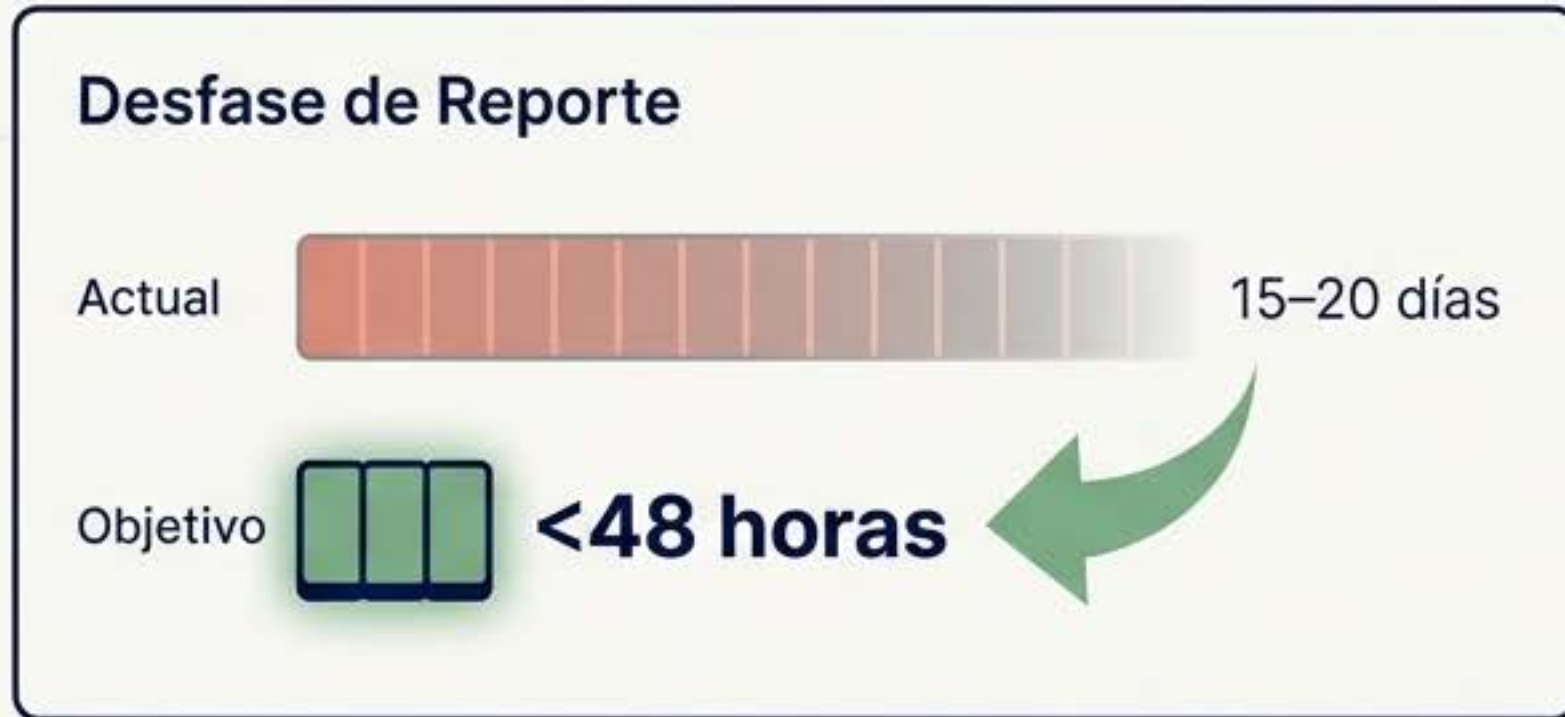 Desfase de Reporte
Actual 15–20 días
Objetivo <48 horas